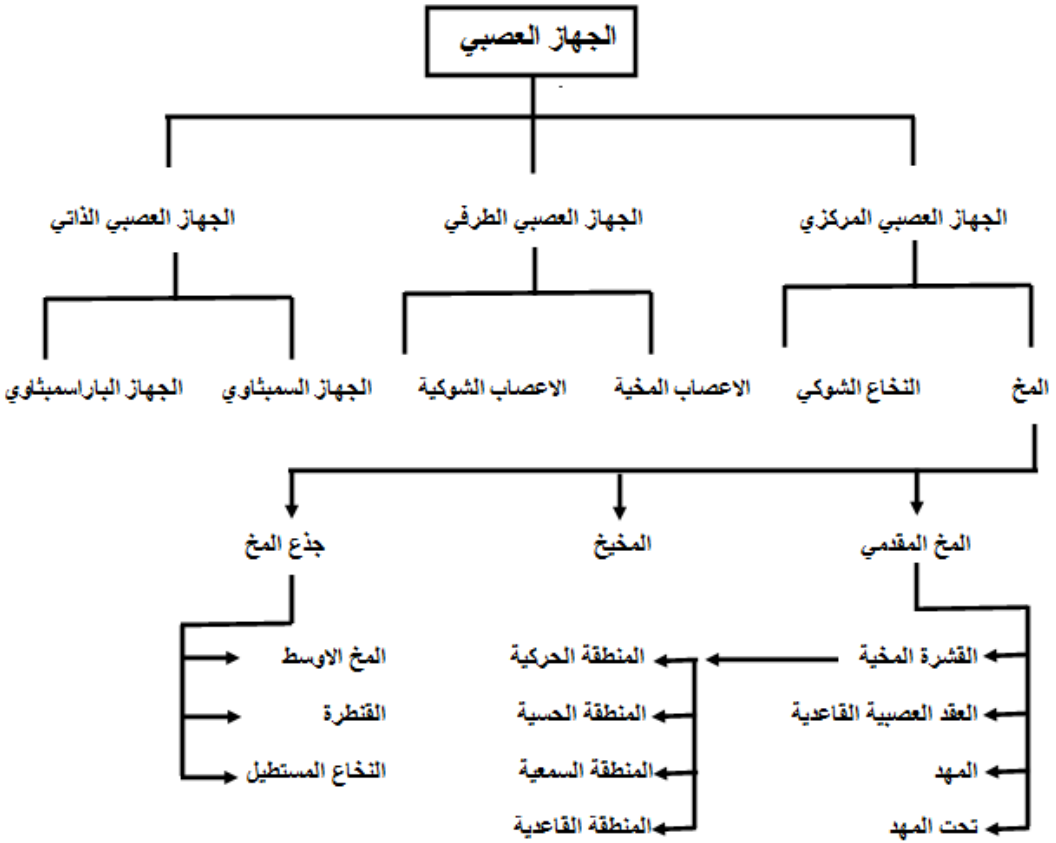 الجهاز العصبي
الجهاز العصبي المركزي
الجهاز العصبي الطرفي
الجهاز العصبي الذاتي
المخ
النخاع الشوكي
الاعصاب المخية
الاعصاب الشوكية
الجهاز السمبثاوي
الجهاز الباراسمبثاوي
المخ المقدمي
المخيخ
جذع المخ
القشرة المخية
المنطقة الحركية
المخ الاوسط
العقد العصبية القاعدية
المنطقة الحسية
القنطرة
المهد
المنطقة السمعية
النخاع المستطيل
تحت المهد
المنطقة القاعدية